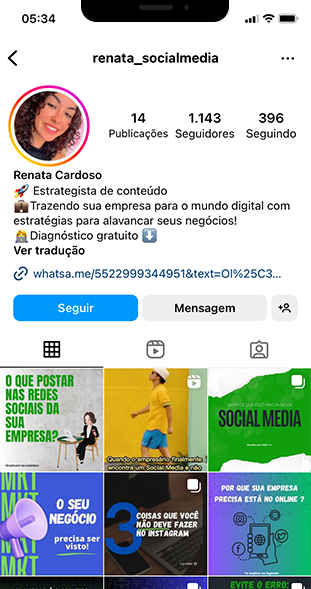 05:34
renata_socialmedia
14
1.143
396
Publicações
Seguidores
Seguindo
Renata Cardoso
🚀 Estrategista de conteúdo
💼Trazendo sua empresa para o mundo digital com
estratégias para alavancar seus negócios!
Diagnóstico gratuito ⬇️
Ver tradução
whatsa.me/5522999344951&text=Ol%25C3...
Seguir
Mensagem
O QUE POSTAR
NAS REDES
SOCIAIS DA
SUA
EMPRESA?
Quando o empresário finalmente
encontra um Social Media e não
SOCIAL MEDIA
MKT
MKT
MKT
O SEU
NEGÓCIO
precisa ser
visto!
3
COISAS QUE VOCÊ
NÃO DEVE FAZER
NO INSTAGRAM
POR QUE SUA EMPRESA
PRECISA ESTÁ NO ONLINE ?
EVITE O ERRO: